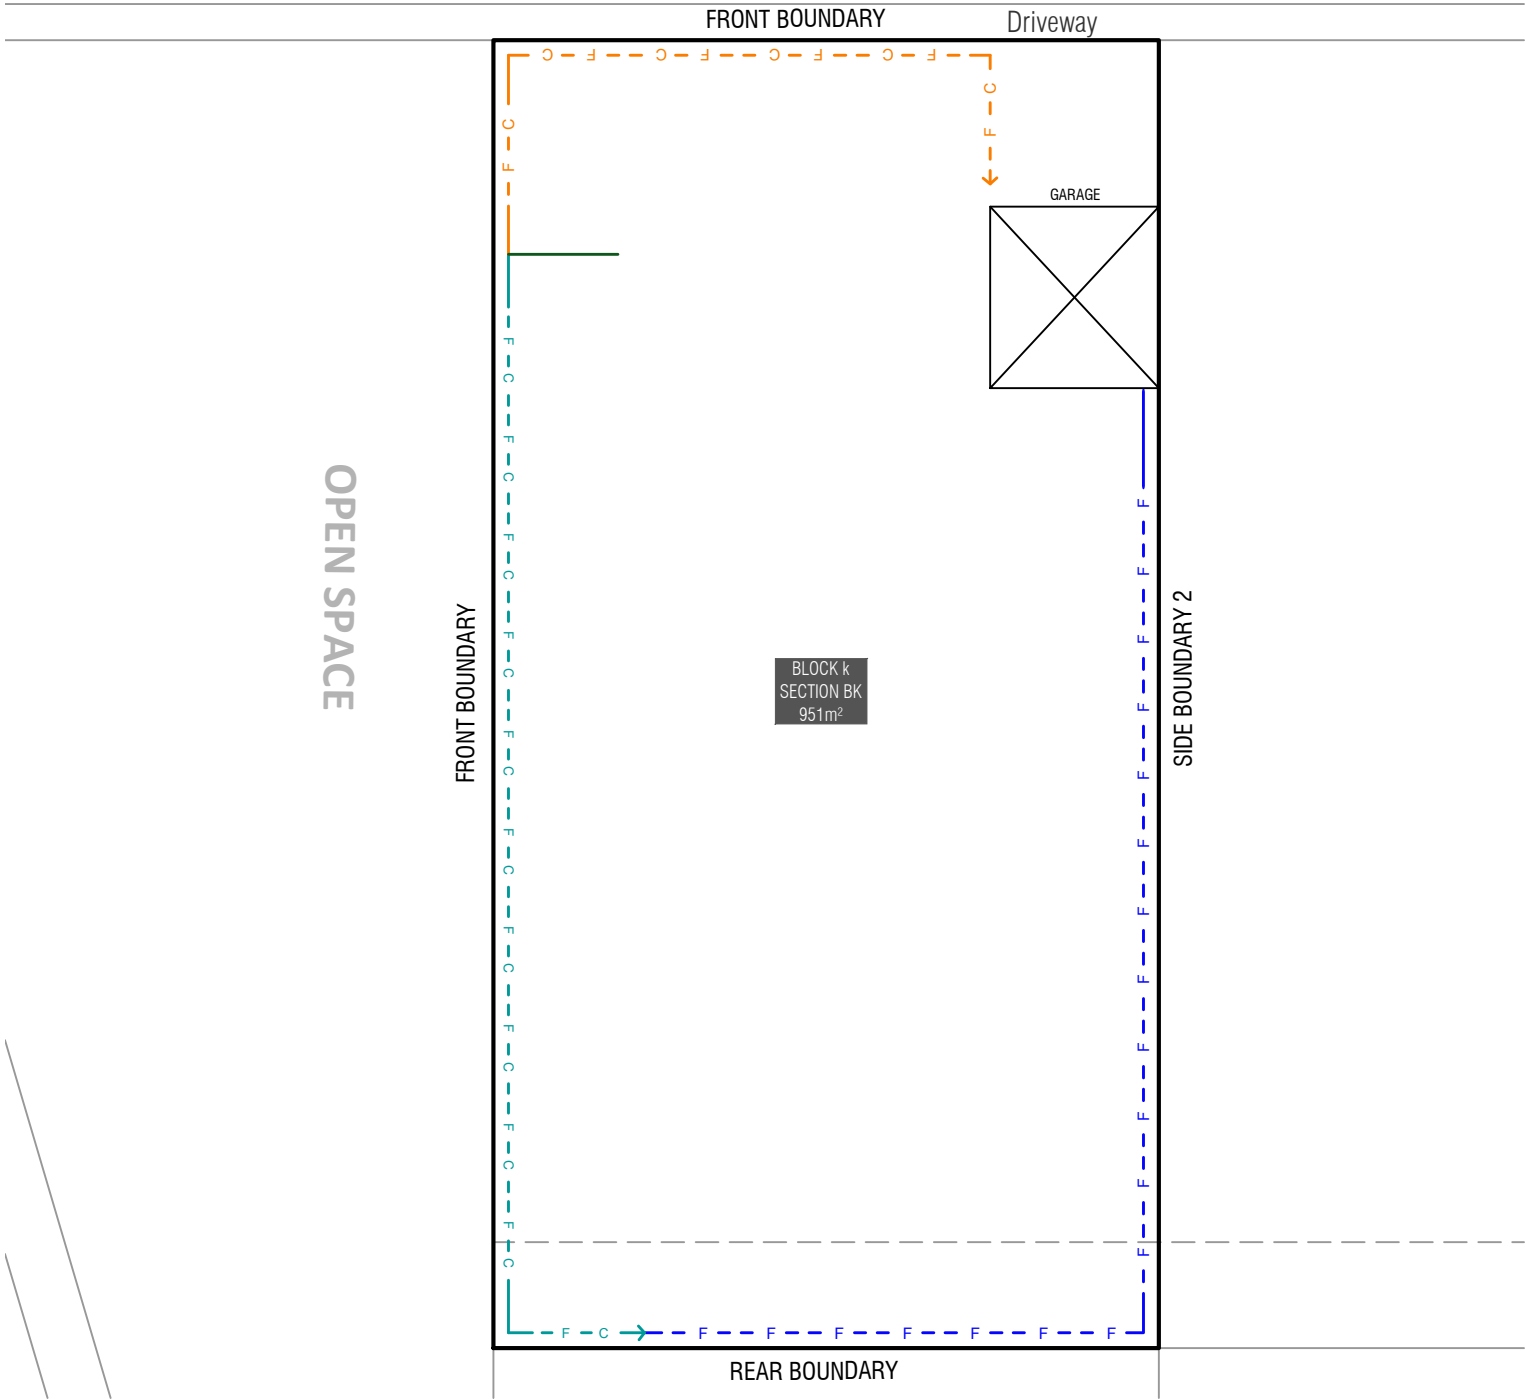 FRONT BOUNDARY
Driveway
C F C F C F C F
C F
C F
GARAGE
F C F C F C F C F C F C F C F C F C F C
OPEN SPACE
FRONT BOUNDARY
BLOCK k
SECTION BK
951m²
SIDE BOUNDARY 2
F F F F F F F F F F F F
F C
F F F F F F F
REAR BOUNDARY